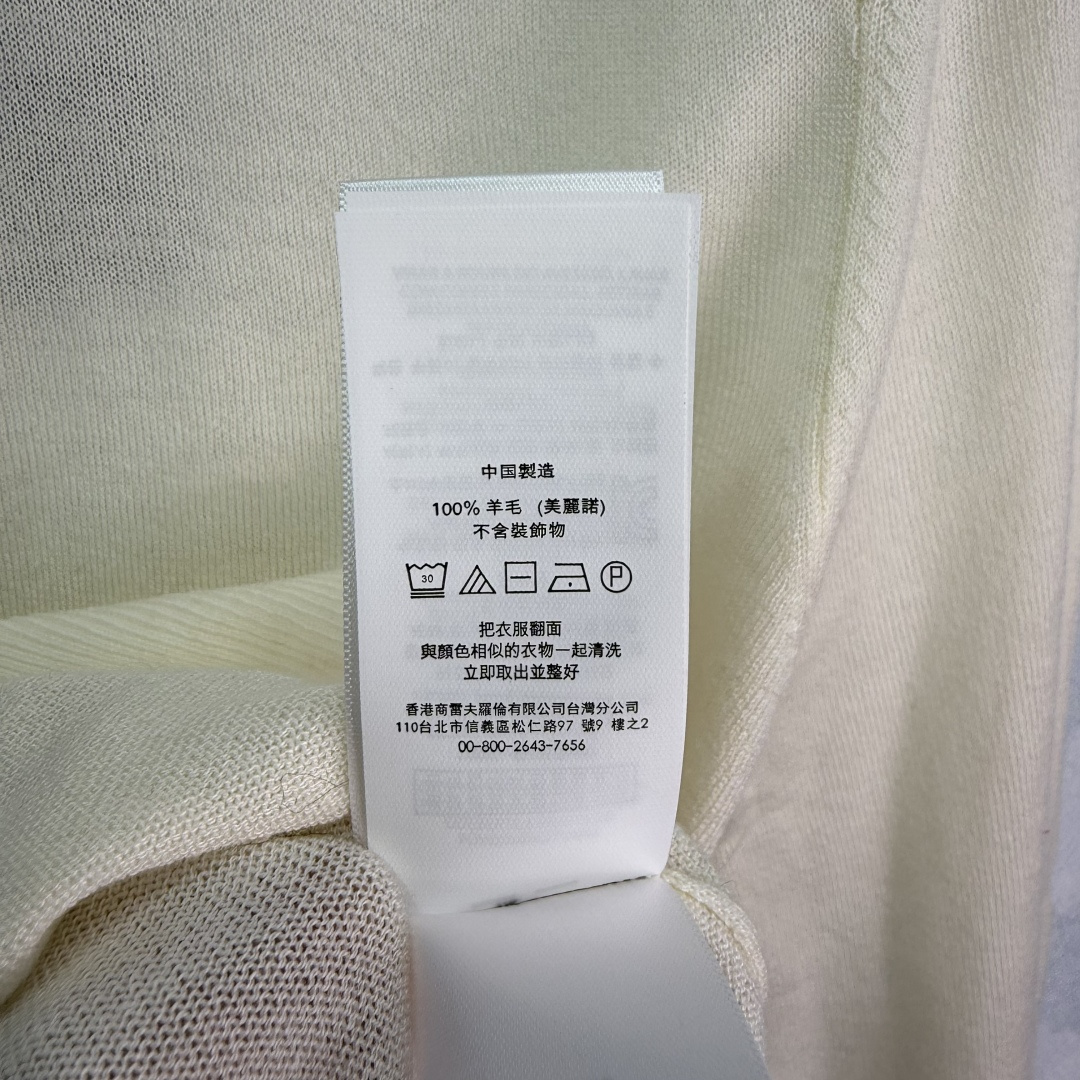 中国製造
100% 羊毛 (美麗諾)
不含裝飾物
30
P
把衣服翻面
與顏色相似的衣物一起清洗
立即取出並整好
香港商雷夫羅倫有限公司台灣分公司
110台北市信義區松仁路97 號9 樓之2
00-800-2643-7656